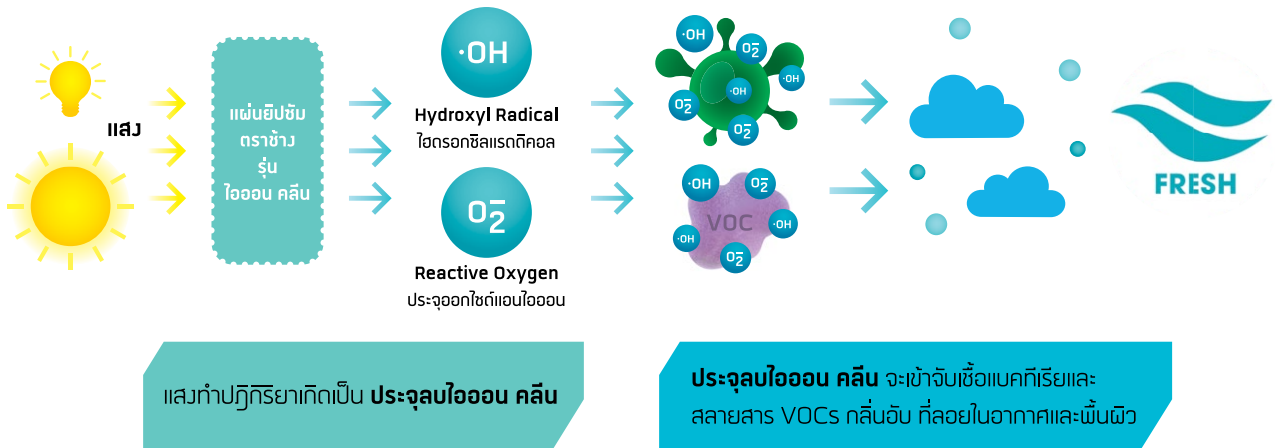 แสง
แผ่นยิปซัม
ตราช้าง
รุ่น
ไอออน คลีน
·OH
Hydroxyl Radical
ไฮดรอกซิลแรดดิคอล
O₂⁻
Reactive Oxygen
ประจุออกไซด์แอนไอออน
·OH
O₂⁻
·OH
·OH
O₂⁻
O₂⁻
·OH
O₂⁻
VOC
·OH
·OH
O₂⁻
FRESH
แสงทำปฏิกิริยาเกิดเป็น ประจุลบไอออน คลีน
ประจุลบไอออน คลีน จะเข้าจับเชื้อแบคทีเรียและ
สลายสาร VOCs กลิ่นอับ ที่ลอยในอากาศและพื้นผิว